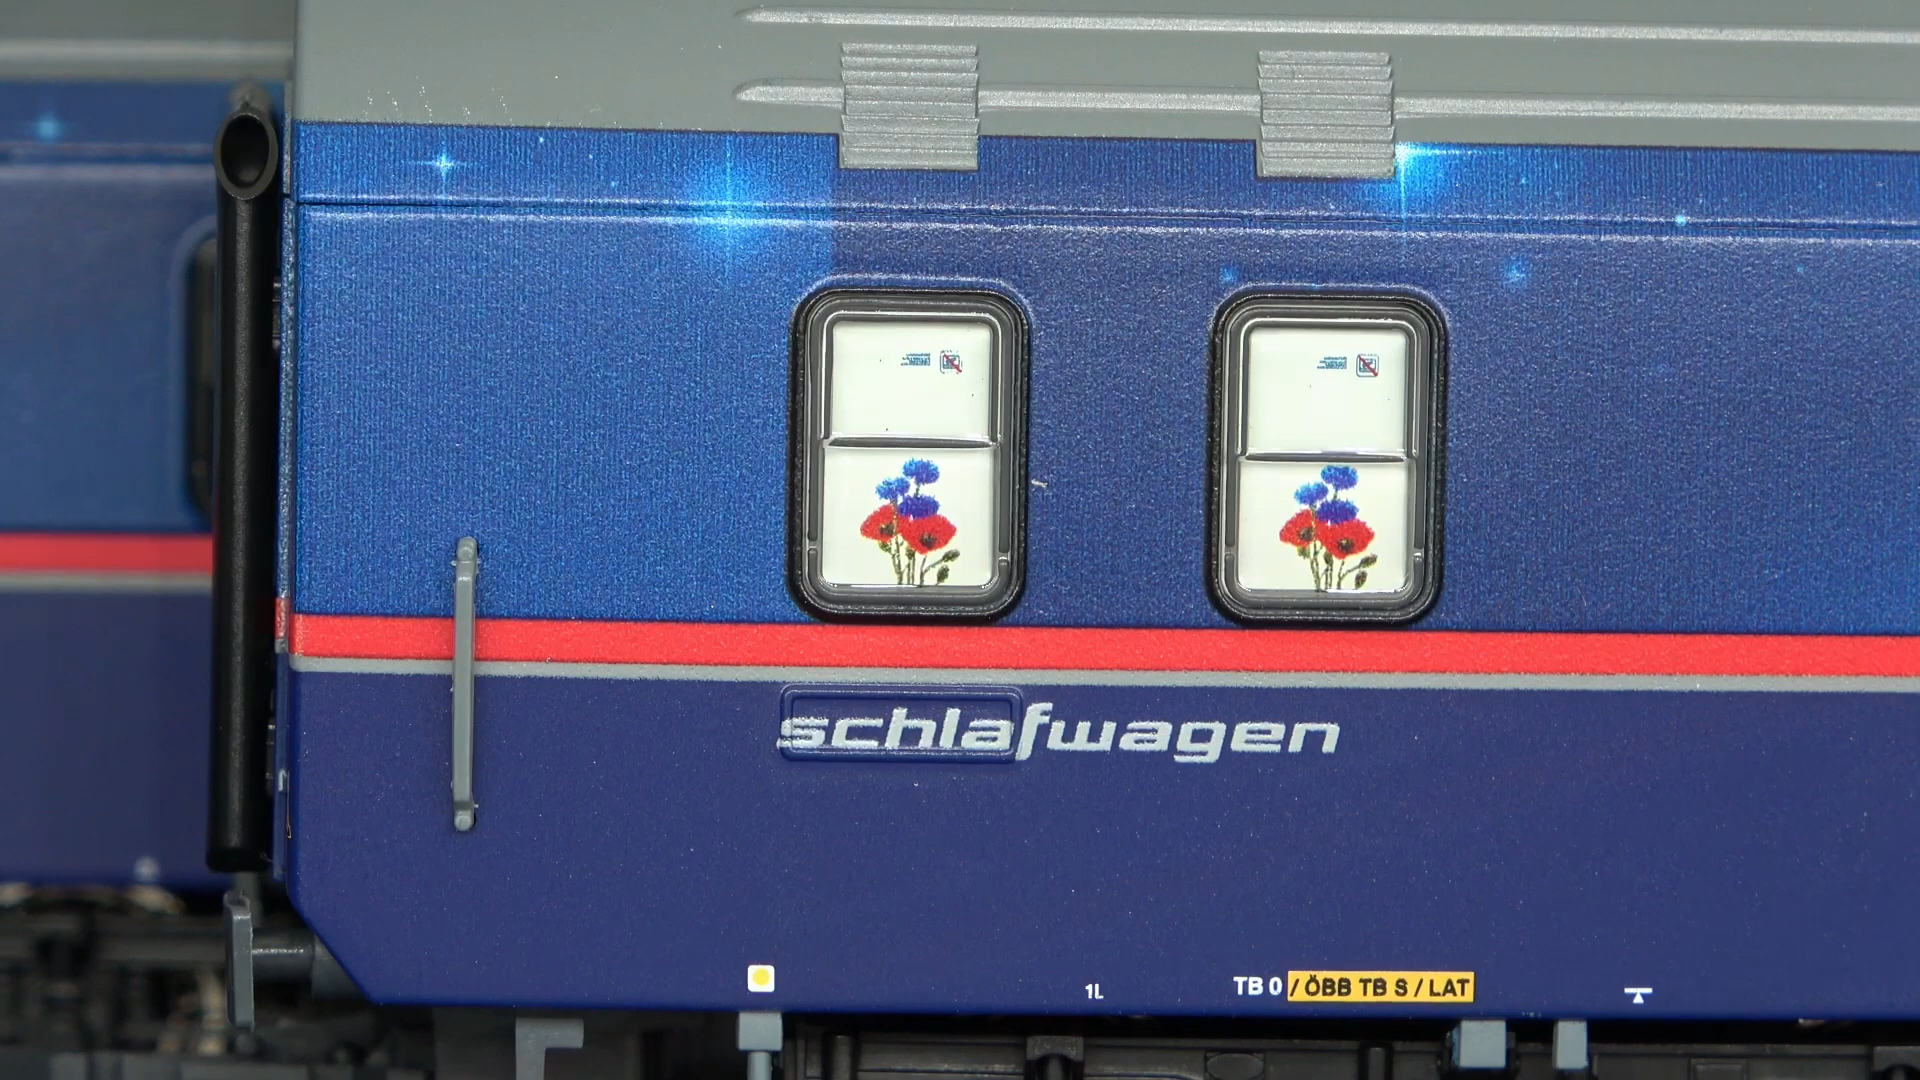 schlafwagen
1L
TB 0 / ÖBB TB S / LAT